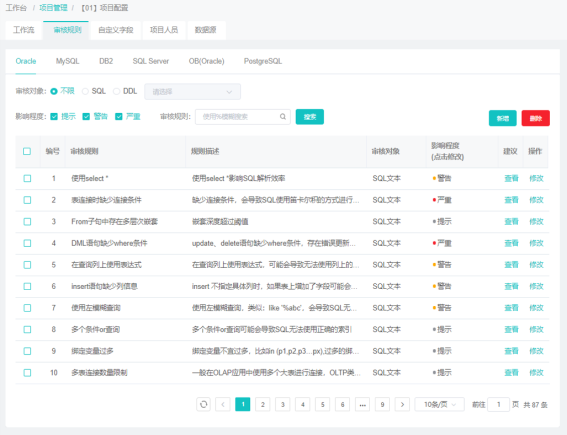 工作台 / 项目管理 / 【01】项目配置
工作流 审核规则 自定义字段 项目人员 数据源
Oracle MySQL DB2 SQL Server OB(Oracle) PostgreSQL
审核对象: 不限 SQL DDL 请选择
影响程度: 提示 警告 严重 审核规则: 使用%模糊搜索 搜索 新增 删除
编号 审核规则 规则描述 审核对象 影响程度 建议 操作
(点击修改)
1 使用select * 使用select *影响SQL解析效率 SQL文本 警告 查看 修改
2 表连接时缺少连接条件 缺少连接条件，会导致SQL使用笛卡尔积的方式进行... SQL文本 严重 查看 修改
3 From子句中存在多层次嵌套 嵌套深度超过阈值 SQL文本 提示 查看 修改
4 DML语句缺少where条件 update、delete语句缺少where条件，存在错误更新... SQL文本 严重 查看 修改
5 在查询列上使用表达式 在查询列上使用表达式，可能会导致无法使用列上的... SQL文本 警告 查看 修改
6 insert语句缺少列信息 insert 不指定具体列时，如果表上增加了字段可能会... SQL文本 警告 查看 修改
7 使用左模糊查询 使用左模糊查询，类似：like '%abc'，会导致SQL无... SQL文本 警告 查看 修改
8 多个条件or查询 多个条件or查询可能会导致SQL无法使用正确的索引 SQL文本 提示 查看 修改
9 绑定变量过多 绑定变量不宜过多，比如in (p1,p2,p3...px),过多的绑... SQL文本 提示 查看 修改
10 多表连接数量限制 一般在OLAP应用中使用多个大表进行连接，OLTP类... SQL文本 提示 查看 修改
1 2 3 4 5 6 ... 9 10条/页 前往 1 页 共 87 条